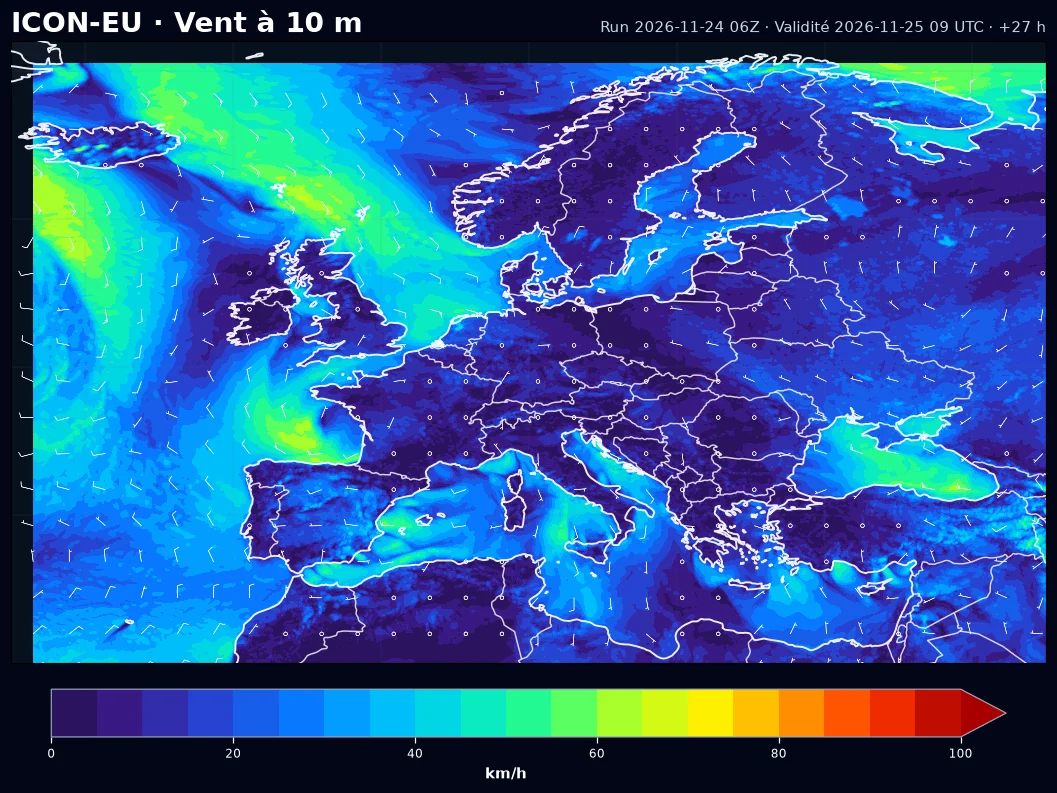 ICON-EU · Vent à 10 m
Run 2026-11-24 06Z · Validité 2026-11-25 09 UTC · +27 h
0 20 40 60 80 100
km/h